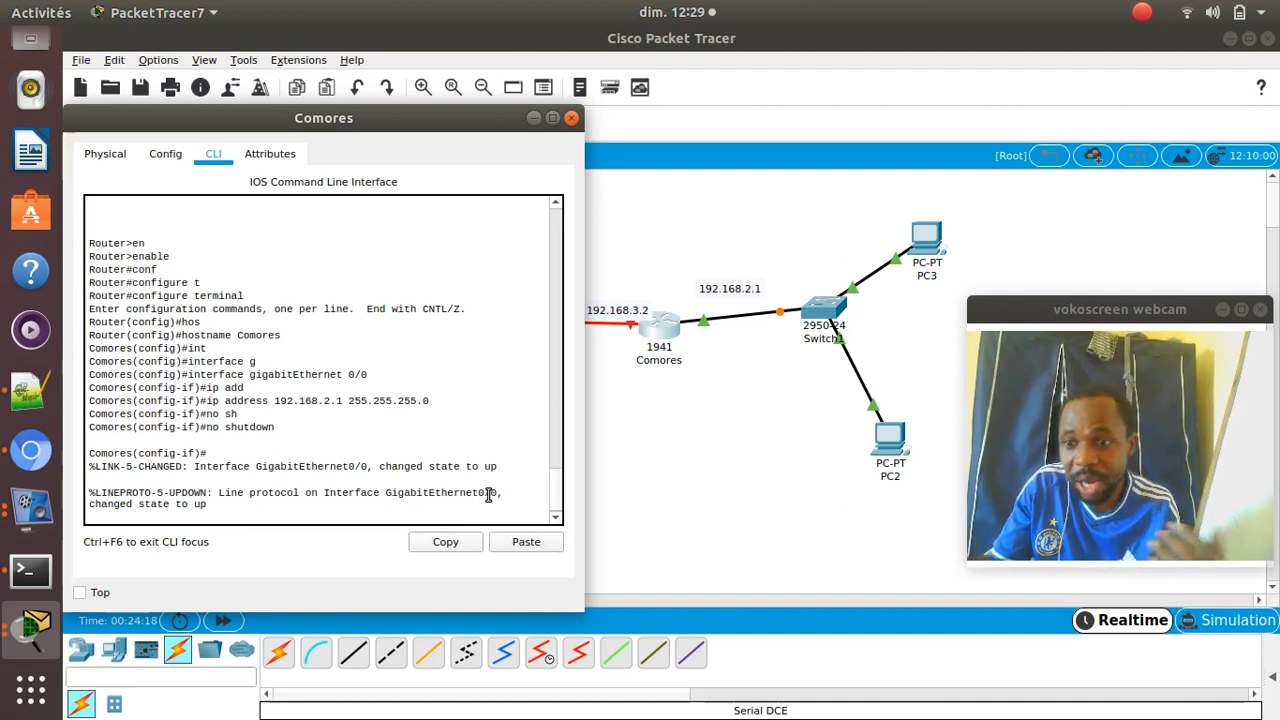 Activités
PacketTracer7
dim. 12:29
Cisco Packet Tracer
File Edit Options View Tools Extensions Help
Comores
Physical Config CLI Attributes
IOS Command Line Interface
Router>en
Router>enable
Router#conf
Router#configure t
Router#configure terminal
Enter configuration commands, one per line.  End with CNTL/Z.
Router(config)#hos
Router(config)#hostname Comores
Comores(config)#int
Comores(config)#interface g
Comores(config)#interface gigabitEthernet 0/0
Comores(config-if)#ip add
Comores(config-if)#ip address 192.168.2.1 255.255.255.0
Comores(config-if)#no sh
Comores(config-if)#no shutdown
Comores(config-if)#
%LINK-5-CHANGED: Interface GigabitEthernet0/0, changed state to up
%LINEPROTO-5-UPDOWN: Line protocol on Interface GigabitEthernet0/0,
changed state to up
Ctrl+F6 to exit CLI focus
Copy
Paste
Top
[Root]
12:10:00
192.168.3.2
192.168.2.1
1941
Comores
2950-24
Switch1
PC-PT
PC3
PC-PT
PC2
vokoscreen webcam
Time: 00:24:18
Realtime
Simulation
Serial DCE